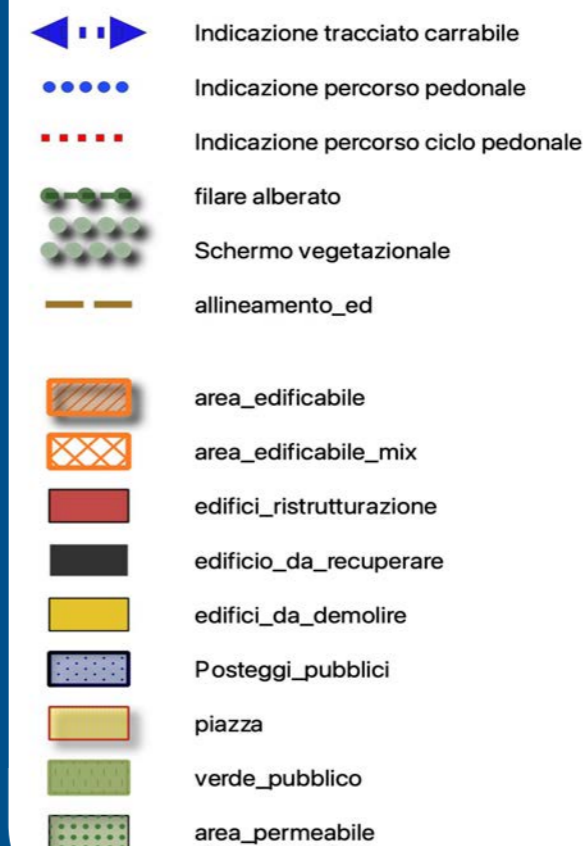 Indicazione tracciato carrabile
Indicazione percorso pedonale
Indicazione percorso ciclo pedonale
filare alberato
Schermo vegetazionale
allineamento_ed
area_edificabile
area_edificabile_mix
edifici_ristrutturazione
edificio_da_recuperare
edifici_da_demolire
Posteggi_pubblici
piazza
verde_pubblico
area_permeabile